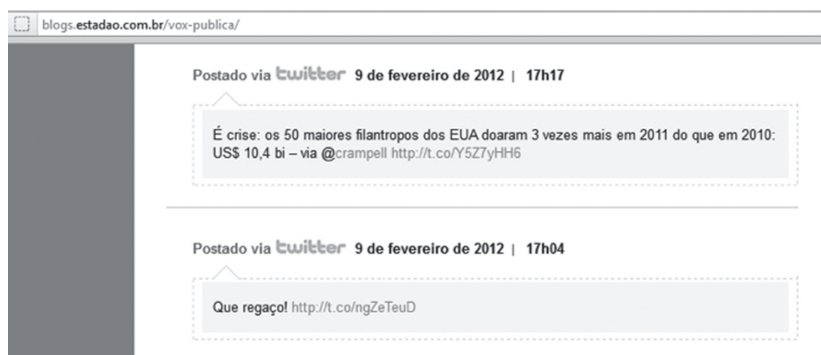 blogs.estadao.com.br/vox-publica/
Postado via twitter 9 de fevereiro de 2012 | 17h17
É crise: os 50 maiores filantropos dos EUA doaram 3 vezes mais em 2011 do que em 2010:
US$ 10,4 bi – via @crampell http://t.co/Y5Z7yHH6
Postado via twitter 9 de fevereiro de 2012 | 17h04
Que regaço! http://t.co/ngZeTeuD